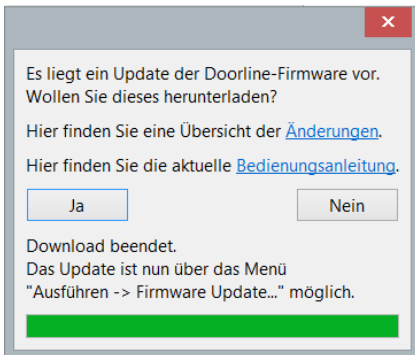 Es liegt ein Update der Doorline-Firmware vor.
Wollen Sie dieses herunterladen?
Hier finden Sie eine Übersicht der Änderungen.
Hier finden Sie die aktuelle Bedienungsanleitung.
Ja
Nein
Download beendet.
Das Update ist nun über das Menü
"Ausführen -> Firmware Update..." möglich.